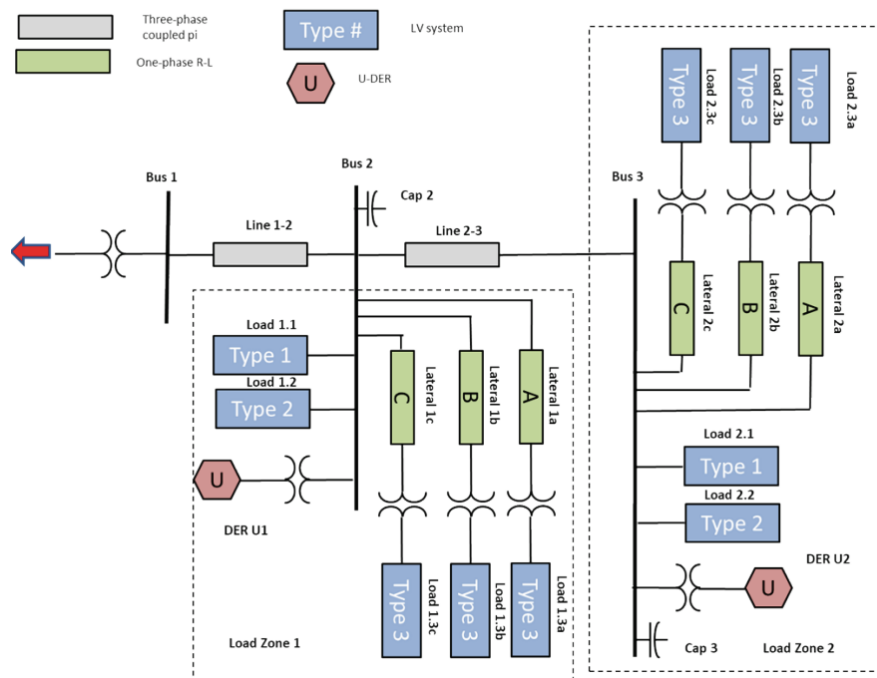 Three-phase
coupled pi
One-phase R-L
Type #
LV system
U
U-DER
Bus 1
Line 1-2
Bus 2
Cap 2
Line 2-3
Bus 3
Type 3
Load 2.3c
Type 3
Load 2.3b
Type 3
Load 2.3a
C
Lateral 2c
B
Lateral 2b
A
Lateral 2a
Load 1.1
Type 1
Load 1.2
Type 2
U
DER U1
C
Lateral 1c
B
Lateral 1b
A
Lateral 1a
Type 3
Load 1.3c
Type 3
Load 1.3b
Type 3
Load 1.3a
Load Zone 1
Load 2.1
Type 1
Load 2.2
Type 2
DER U2
U
Cap 3
Load Zone 2